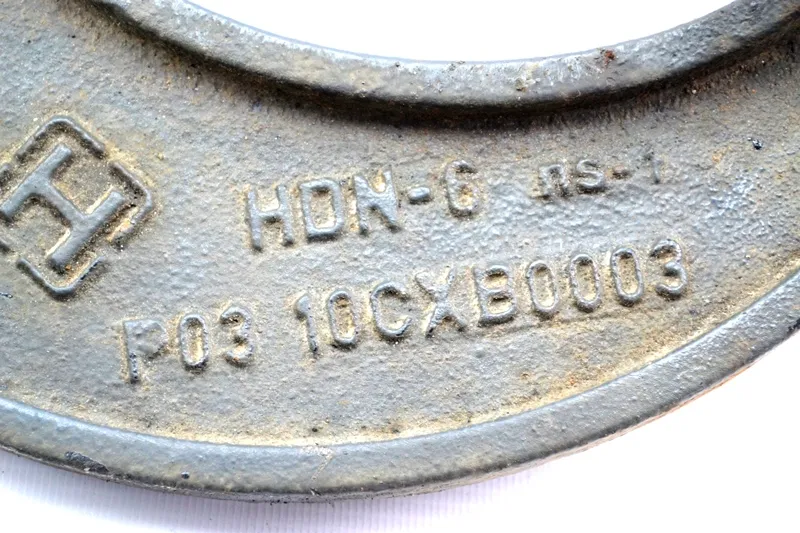 H
HDN-6 ns-1
P03 10CXB0003